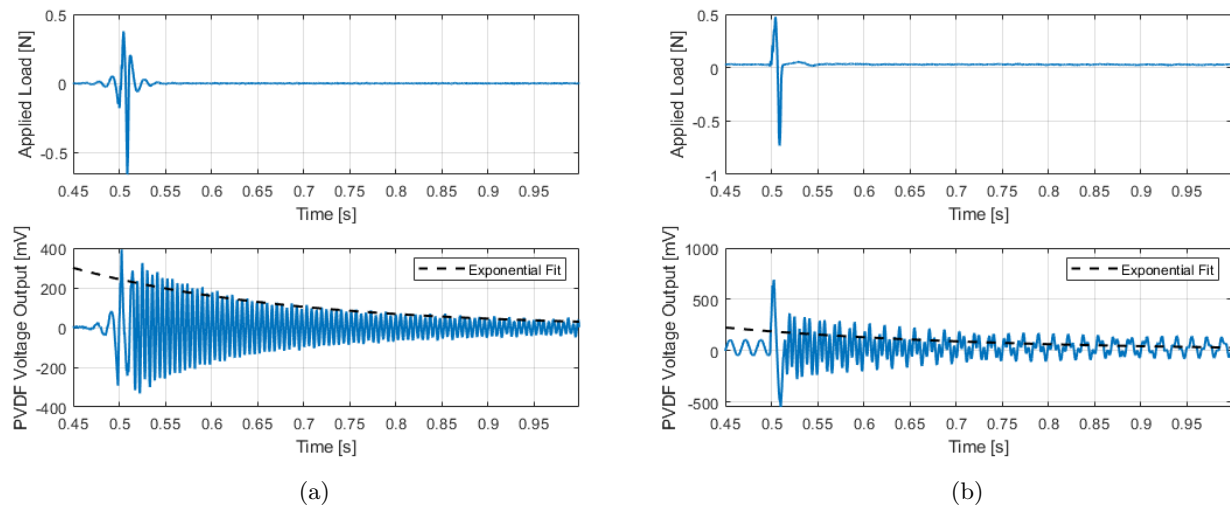 0.5
0
-0.5
Applied Load [N]
0.45 0.5 0.55 0.6 0.65 0.7 0.75 0.8 0.85 0.9 0.95
Time [s]
400
200
0
-200
-400
PVDF Voltage Output [mV]
Exponential Fit
0.45 0.5 0.55 0.6 0.65 0.7 0.75 0.8 0.85 0.9 0.95
Time [s]
(a)
0.5
0
-0.5
-1
Applied Load [N]
0.45 0.5 0.55 0.6 0.65 0.7 0.75 0.8 0.85 0.9 0.95
Time [s]
1000
500
0
-500
PVDF Voltage Output [mV]
Exponential Fit
0.45 0.5 0.55 0.6 0.65 0.7 0.75 0.8 0.85 0.9 0.95
Time [s]
(b)